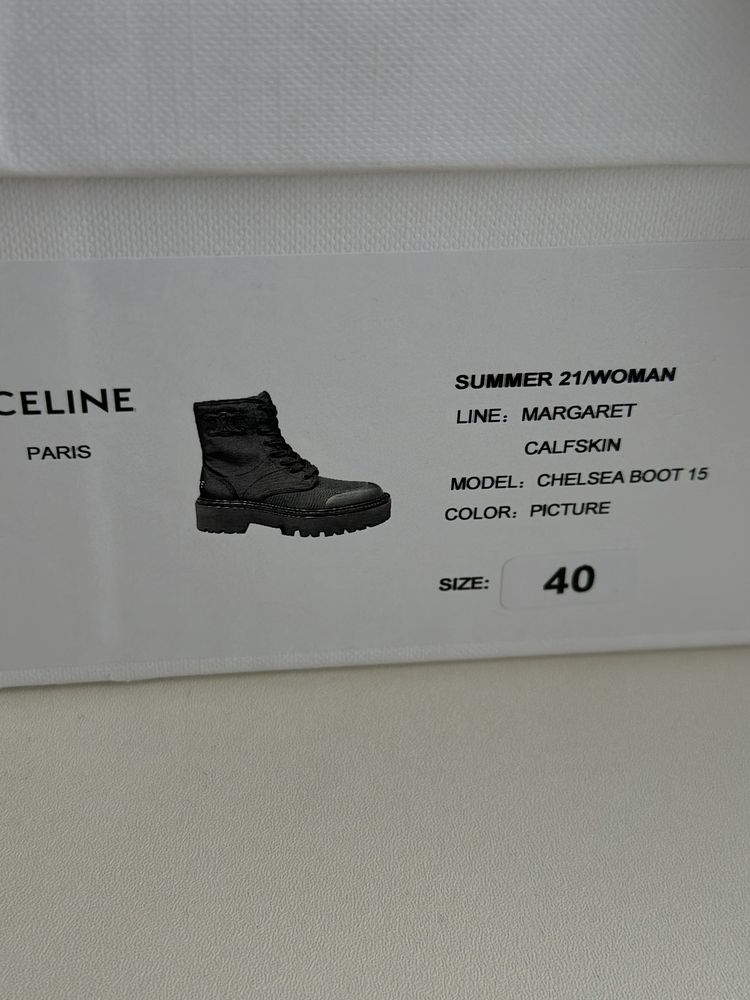 CELINE
PARIS
SUMMER 21/WOMAN
LINE: MARGARET
CALFSKIN
MODEL: CHELSEA BOOT 15
COLOR: PICTURE
SIZE: 40